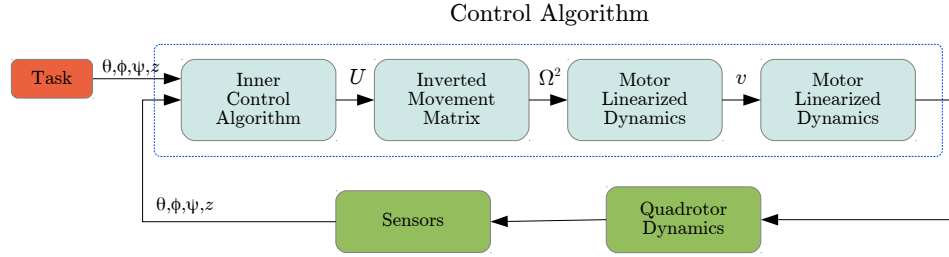 Control Algorithm
Task
θ,ϕ,ψ,z
Inner
Control
Algorithm
U
Inverted
Movement
Matrix
Ω²
Motor
Linearized
Dynamics
v
Motor
Linearized
Dynamics
θ,ϕ,ψ,z
Sensors
Quadrotor
Dynamics